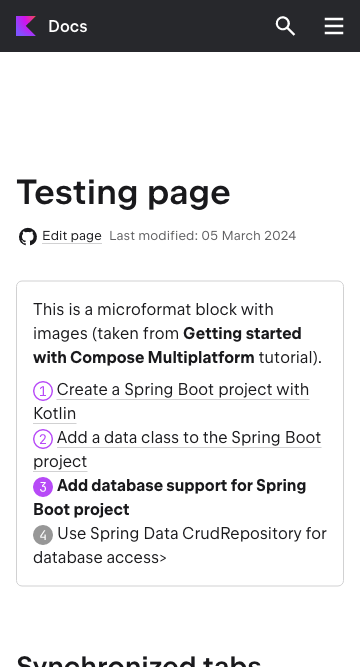 Docs
Testing page
Edit page Last modified: 05 March 2024
This is a microformat block with
images (taken from Getting started
with Compose Multiplatform tutorial).
1 Create a Spring Boot project with
Kotlin
2 Add a data class to the Spring Boot
project
3 Add database support for Spring
Boot project
4 Use Spring Data CrudRepository for
database access>
Synchronized tabs